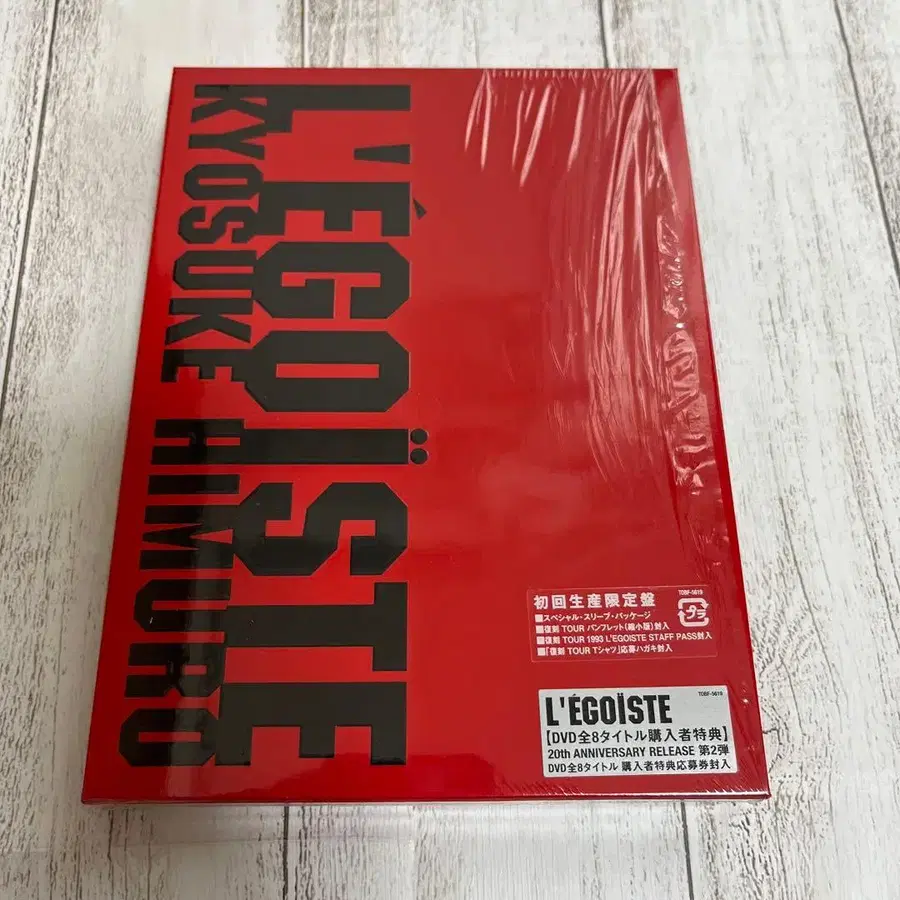 L'ÉGOÏSTE
KYOSUKE HIMURO
初回生産限定盤
TOBF-5619
プラ
■スペシャル・スリーブ・パッケージ
■復刻 TOUR パンフレット(縮小版)封入
■復刻 TOUR 1993 L'EGOISTE STAFF PASS封入
■「復刻 TOUR Tシャツ」応募ハガキ封入
L'ÉGOÏSTE
TOBF-5619
【DVD全8タイトル購入者特典】
20th ANNIVERSARY RELEASE 第2弾
DVD全8タイトル 購入者特典応募券封入